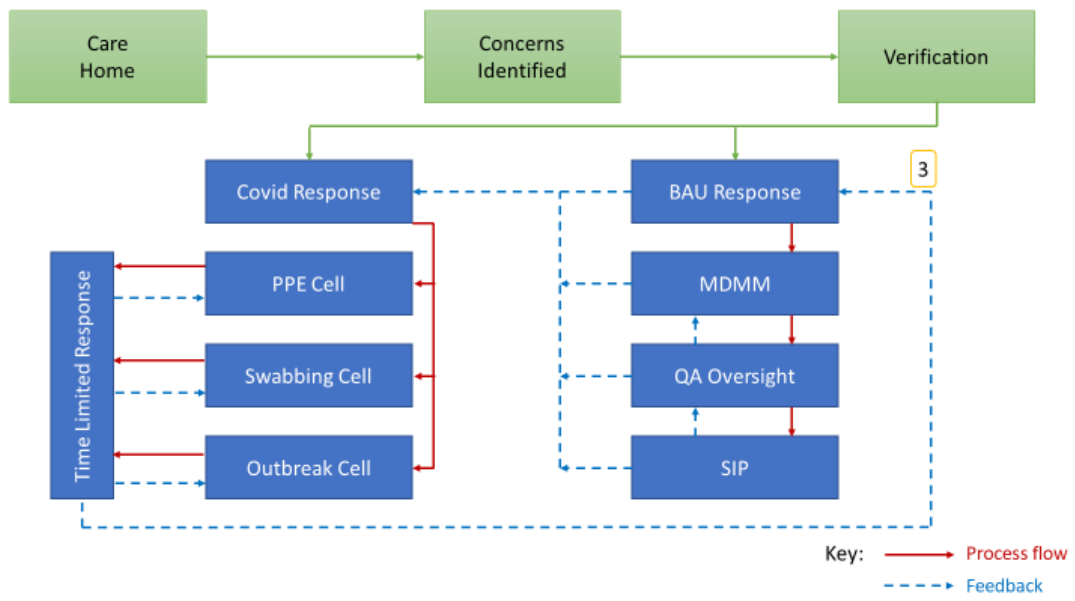 Care
Home
Concerns
Identified
Verification
3
Covid Response
BAU Response
Time Limited Response
PPE Cell
MDMM
Swabbing Cell
QA Oversight
Outbreak Cell
SIP
Key:
Process flow
Feedback